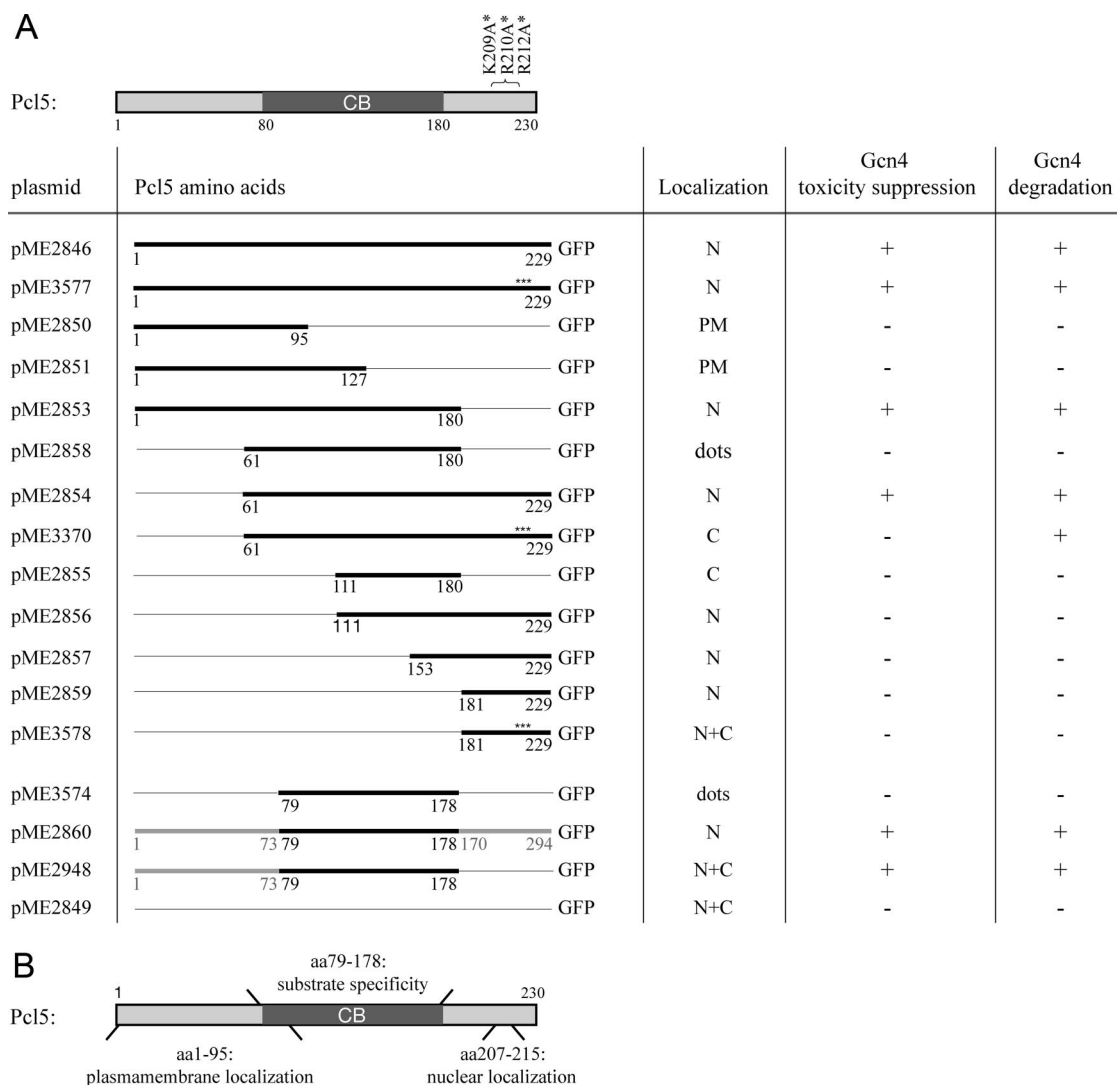 A
K209A*
R210A*
R212A*
Pcl5: CB
1 80 180 230
Gcn4 Gcn4
plasmid Pcl5 amino acids Localization toxicity suppression degradation
pME2846 GFP N + +
1 229
pME3577 *** GFP N + +
1 229
pME2850 GFP PM - -
1 95
pME2851 GFP PM - -
1 127
pME2853 GFP N + +
1 180
pME2858 GFP dots - -
61 180
pME2854 GFP N + +
61 229
pME3370 *** GFP C - +
61 229
pME2855 GFP C - -
111 180
pME2856 GFP N - -
111 229
pME2857 GFP N - -
153 229
pME2859 GFP N - -
181 229
pME3578 *** GFP N+C - -
181 229
pME3574 GFP dots - -
79 178
pME2860 GFP N + +
1 73 79 178 170 294
pME2948 GFP N+C + +
1 73 79 178
pME2849 GFP N+C - -
B
aa79-178:
1 substrate specificity 230
Pcl5: CB
aa1-95: aa207-215:
plasmamembrane localization nuclear localization